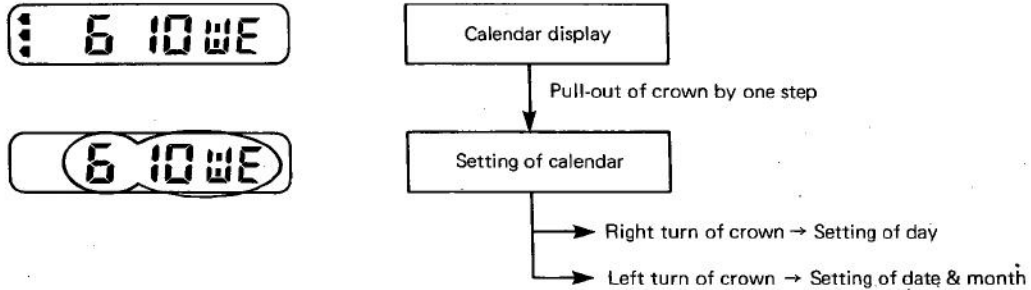 6 10 WE
Calendar display
Pull-out of crown by one step
6 10 WE
Setting of calendar
Right turn of crown → Setting of day
Left turn of crown → Setting of date & month